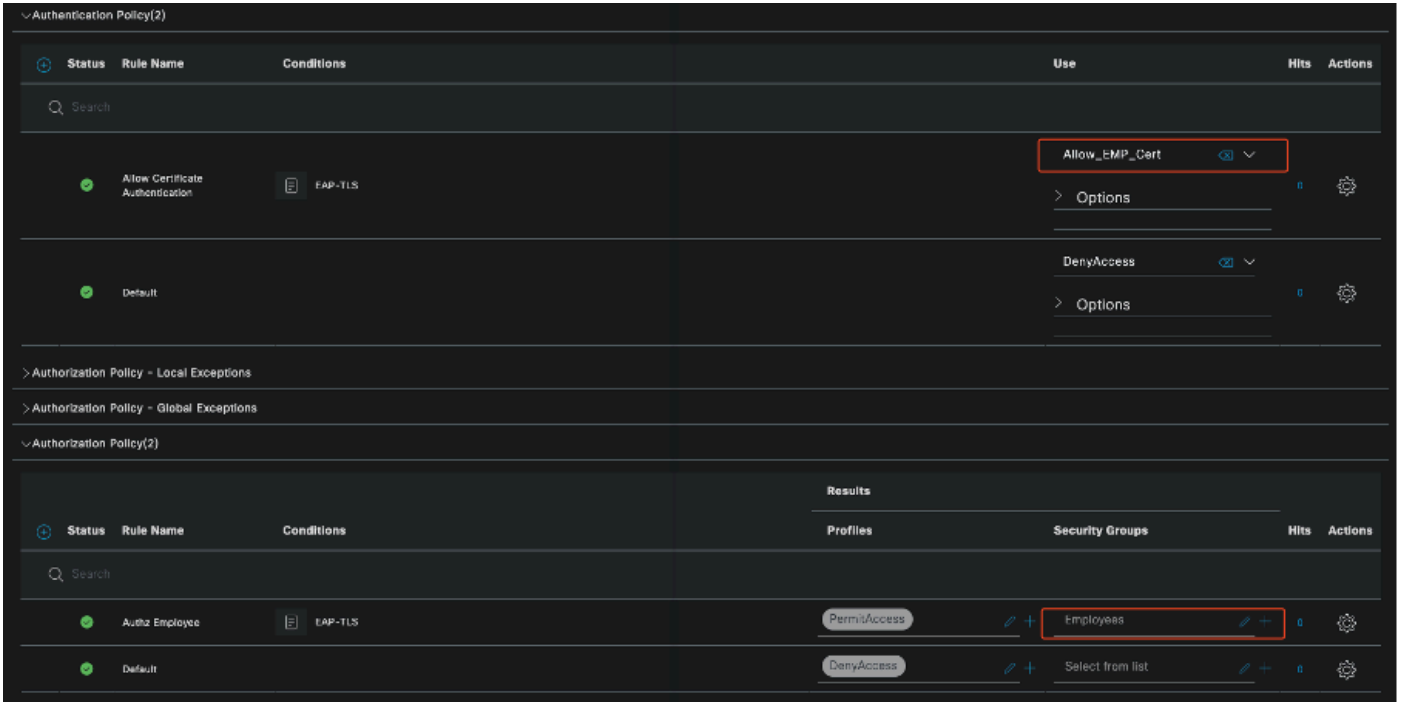 Authentication Policy(2)
Status Rule Name Conditions Use Hits Actions
Search
Allow_EMP_Cert
Allow Certificate
Authentication
EAP-TLS
0
Options
DenyAccess
Default
0
Options
Authorization Policy - Local Exceptions
Authorization Policy - Global Exceptions
Authorization Policy(2)
Results
Status Rule Name Conditions Profiles Security Groups Hits Actions
Search
Authz Employee EAP-TLS PermitAccess Employees 0
Default DenyAccess Select from list 0